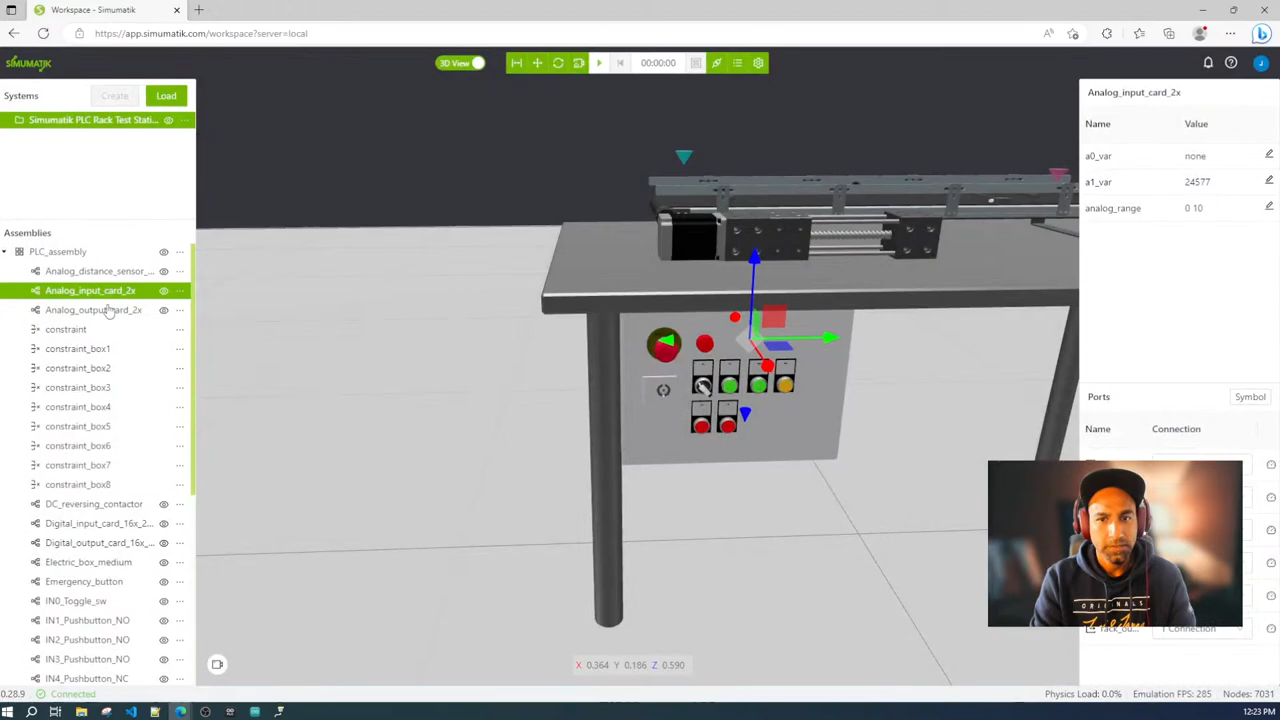 Workspace - Simumatik
https://app.simumatik.com/workspace?server=local
SIMUMATIK
3D View
00:00:00
J
Systems
Create
Load
Simumatik PLC Rack Test Stati...
Assemblies
PLC_assembly
Analog_distance_sensor_...
Analog_input_card_2x
Analog_output_card_2x
constraint
constraint_box1
constraint_box2
constraint_box3
constraint_box4
constraint_box5
constraint_box6
constraint_box7
constraint_box8
DC_reversing_contactor
Digital_input_card_16x_2...
Digital_output_card_16x_...
Electric_box_medium
Emergency_button
IN0_Toggle_sw
IN1_Pushbutton_NO
IN2_Pushbutton_NO
IN3_Pushbutton_NO
IN4_Pushbutton_NC
Analog_input_card_2x
Name Value
a0_var none
a1_var 24577
analog_range 0 10
Ports
Symbol
Name Connection
rack_ou... 1 Connection
ORIGINALS
X 0.364 Y 0.186 Z 0.590
0.28.9 Connected
Physics Load: 0.0% Emulation FPS: 285 Nodes: 7031
12:23 PM